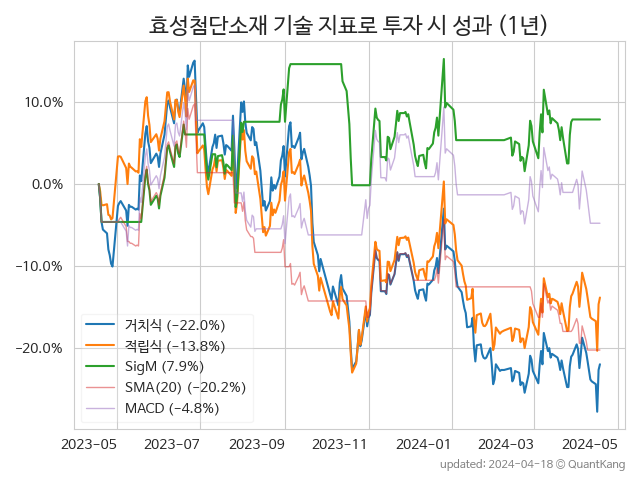 효성첨단소재 기술 지표로 투자 시 성과 (1년)
10.0%
0.0%
−10.0%
−20.0%
거치식 (−22.0%)
적립식 (−13.8%)
SigM (7.9%)
SMA(20) (−20.2%)
MACD (−4.8%)
2023-05 2023-07 2023-09 2023-11 2024-01 2024-03 2024-05
updated: 2024-04-18 ⓒ QuantKang